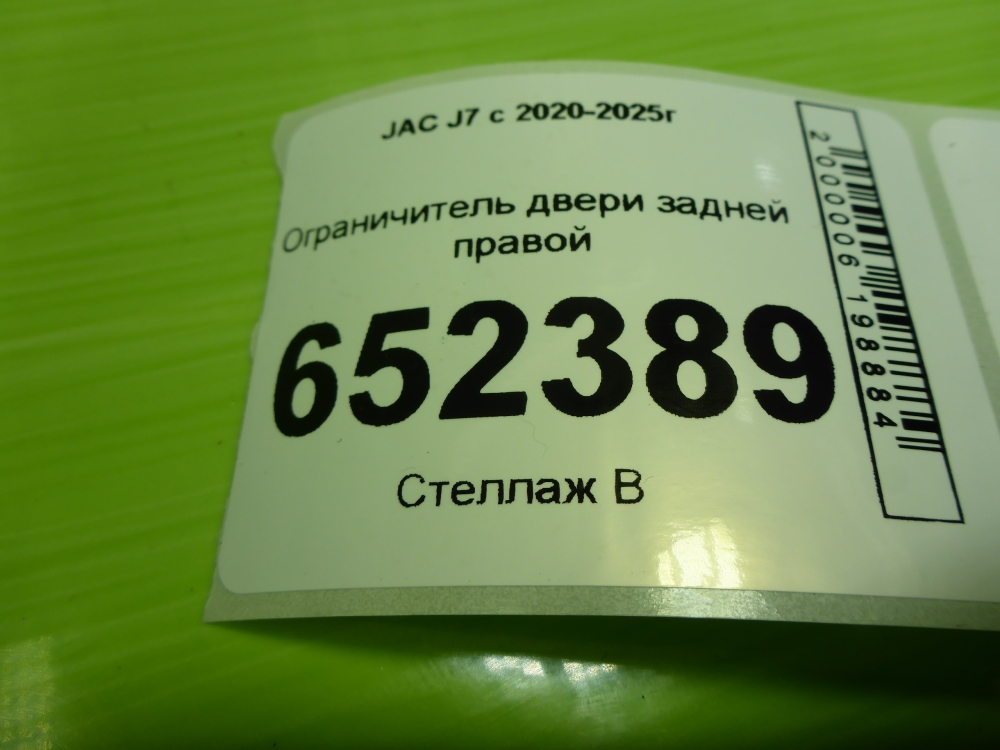 JAC J7 с 2020-2025г
Ограничитель двери задней
правой
652389
Стеллаж В
2000006198884